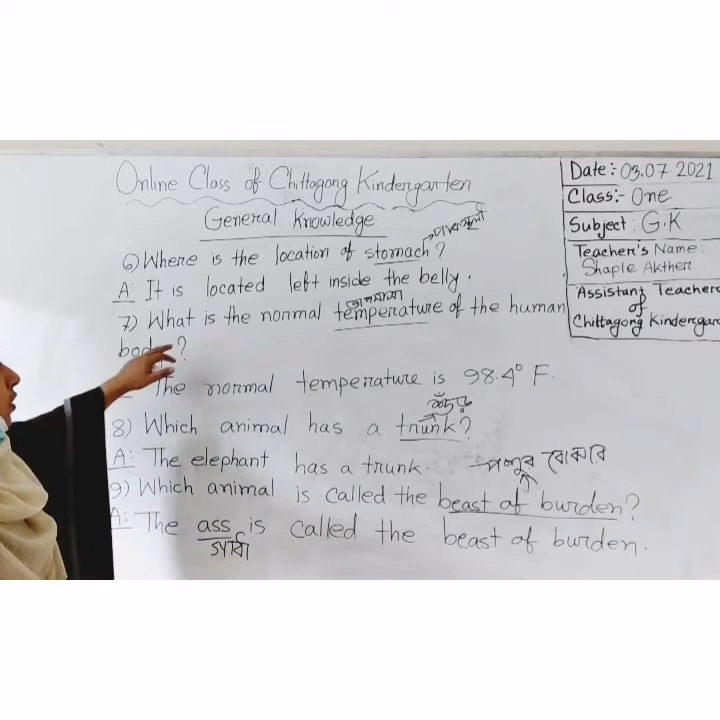 Online Class of Chittagong Kindergarten
General Knowledge
Date:- 03.07 2021
Class:- One
Subject: G.K
Teacher's Name:
Shaple Akther
Assistant Teacher
of
Chittagong Kindergar
পাকস্থলী
6) Where is the location of stomach?
A: It is located left inside the belly.
তাপমাত্রা
7) What is the normal temperature of the human
body?
The normal temperature is 98.4° F.
শুঁড়
8) Which animal has a trunk?
A: The elephant has a trunk.
9) Which animal is called the beast of burden?
A: The ass is called the beast of burden.
গাধা